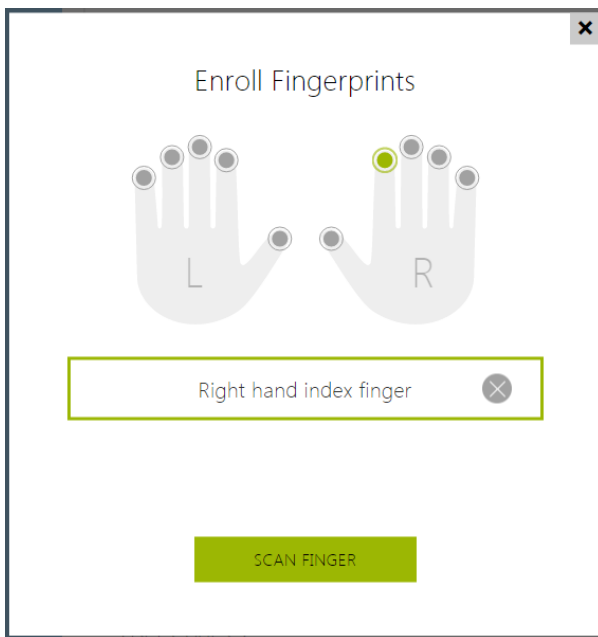 Enroll Fingerprints
L
R
Right hand index finger
SCAN FINGER